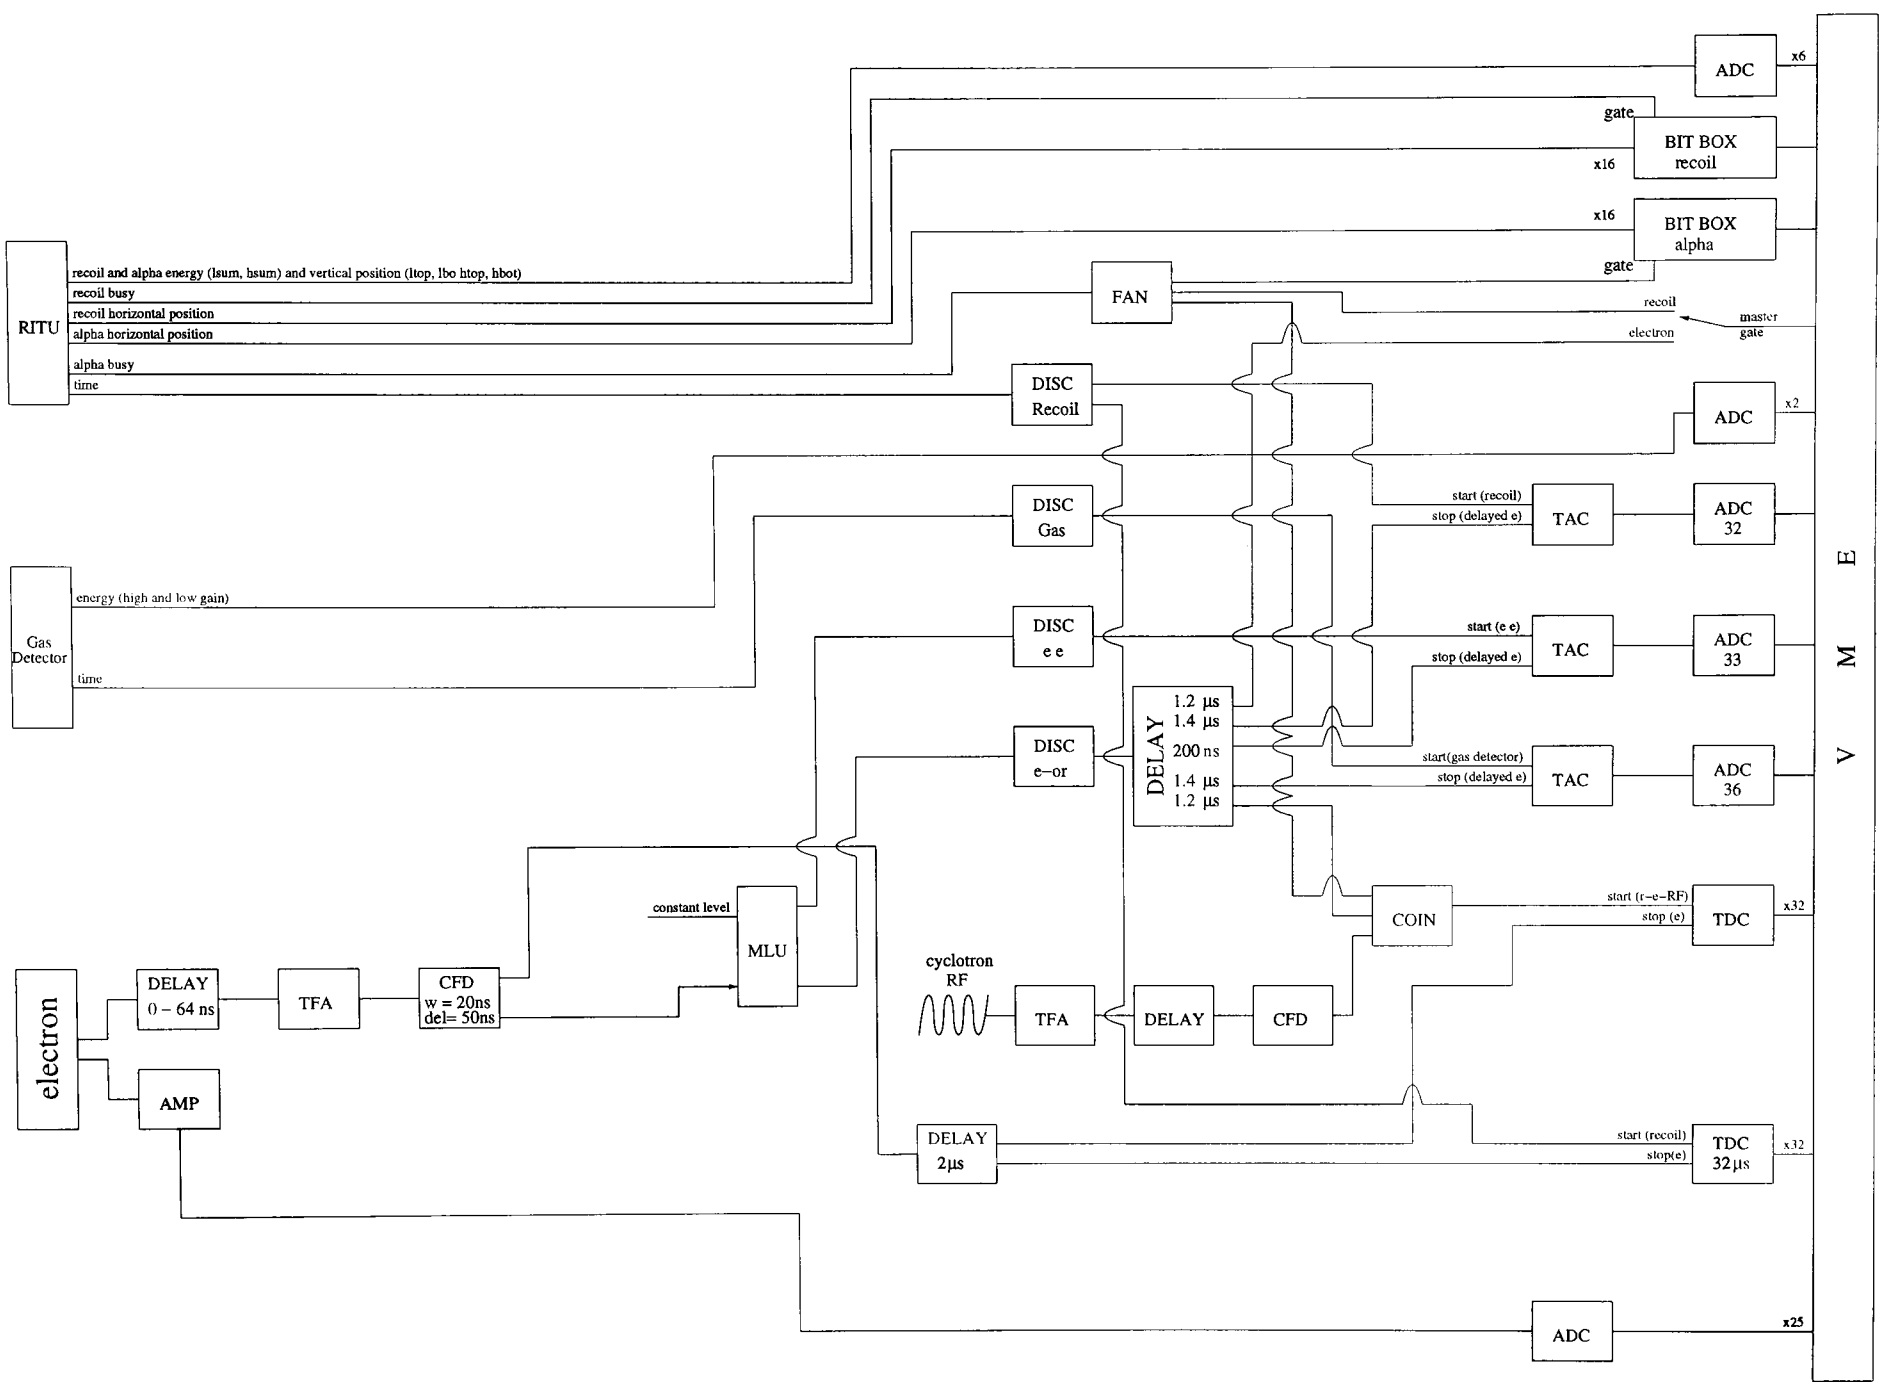 ADC
x6
gate
BIT BOX
recoil
x16
x16
BIT BOX
alpha
gate
RITU
recoil and alpha energy (lsum, hsum) and vertical position (ltop, lbo htop, hbot)
recoil busy
recoil horizontal position
alpha horizontal position
alpha busy
time
FAN
recoil
electron
master
gate
DISC
Recoil
ADC
x2
DISC
Gas
start (recoil)
stop (delayed e)
TAC
ADC
32
Gas
Detector
energy (high and low gain)
time
DISC
e e
start (e e)
stop (delayed e)
TAC
ADC
33
V M E
DISC
e-or
DELAY
1.2 µs
1.4 µs
200 ns
1.4 µs
1.2 µs
start(gas detector)
stop (delayed e)
TAC
ADC
36
constant level
MLU
COIN
start (r-e-RF)
stop (e)
TDC
x32
electron
DELAY
0 - 64 ns
TFA
CFD
w = 20ns
del= 50ns
cyclotron
RF
TFA
DELAY
CFD
AMP
DELAY
2µs
start (recoil)
stop(e)
TDC
32µs
x32
ADC
x25